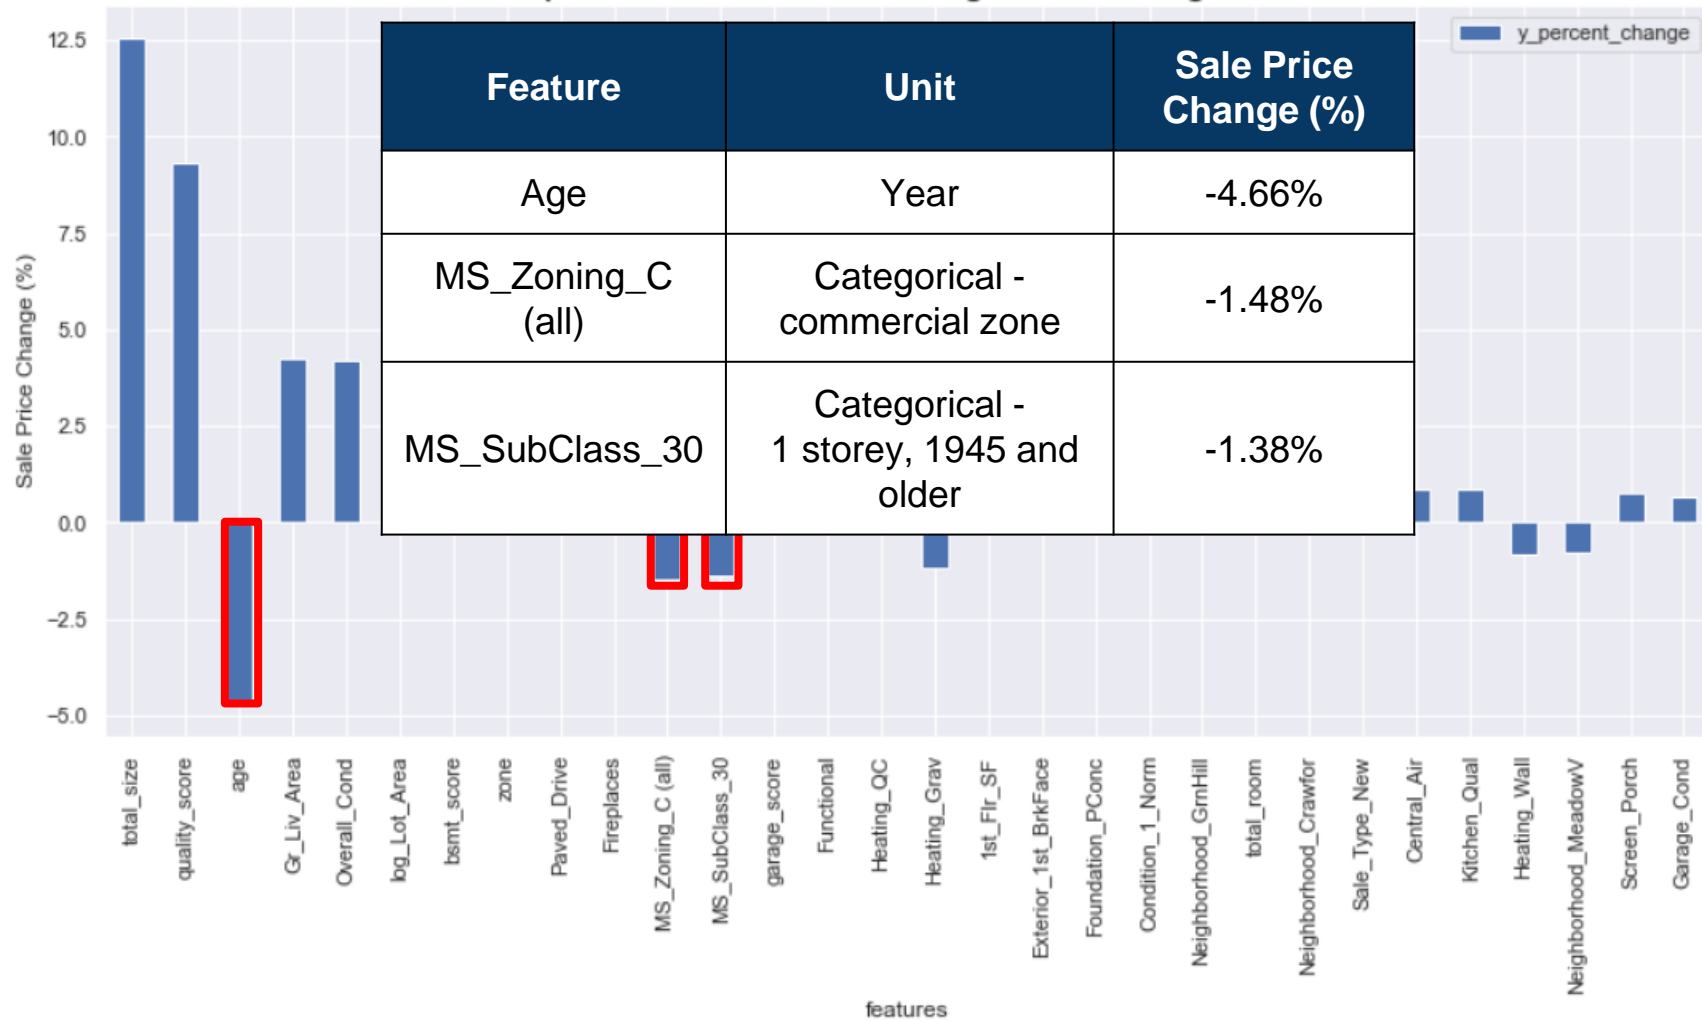 12.5
10.0
7.5
5.0
2.5
0.0
−2.5
−5.0
Sale Price Change (%)
y_percent_change
Feature
Unit
Sale Price
Change (%)
Age
Year
-4.66%
MS_Zoning_C
(all)
Categorical -
commercial zone
-1.48%
MS_SubClass_30
Categorical -
1 storey, 1945 and
older
-1.38%
total_size
quality_score
age
Gr_Liv_Area
Overall_Cond
log_Lot_Area
bsmt_score
zone
Paved_Drive
Fireplaces
MS_Zoning_C (all)
MS_SubClass_30
garage_score
Functional
Heating_QC
Heating_Grav
1st_Flr_SF
Exterior_1st_BrkFace
Foundation_PConc
Condition_1_Norm
Neighborhood_GrnHill
total_room
Neighborhood_Crawfor
Sale_Type_New
Central_Air
Kitchen_Qual
Heating_Wall
Neighborhood_MeadowV
Screen_Porch
Garage_Cond
features